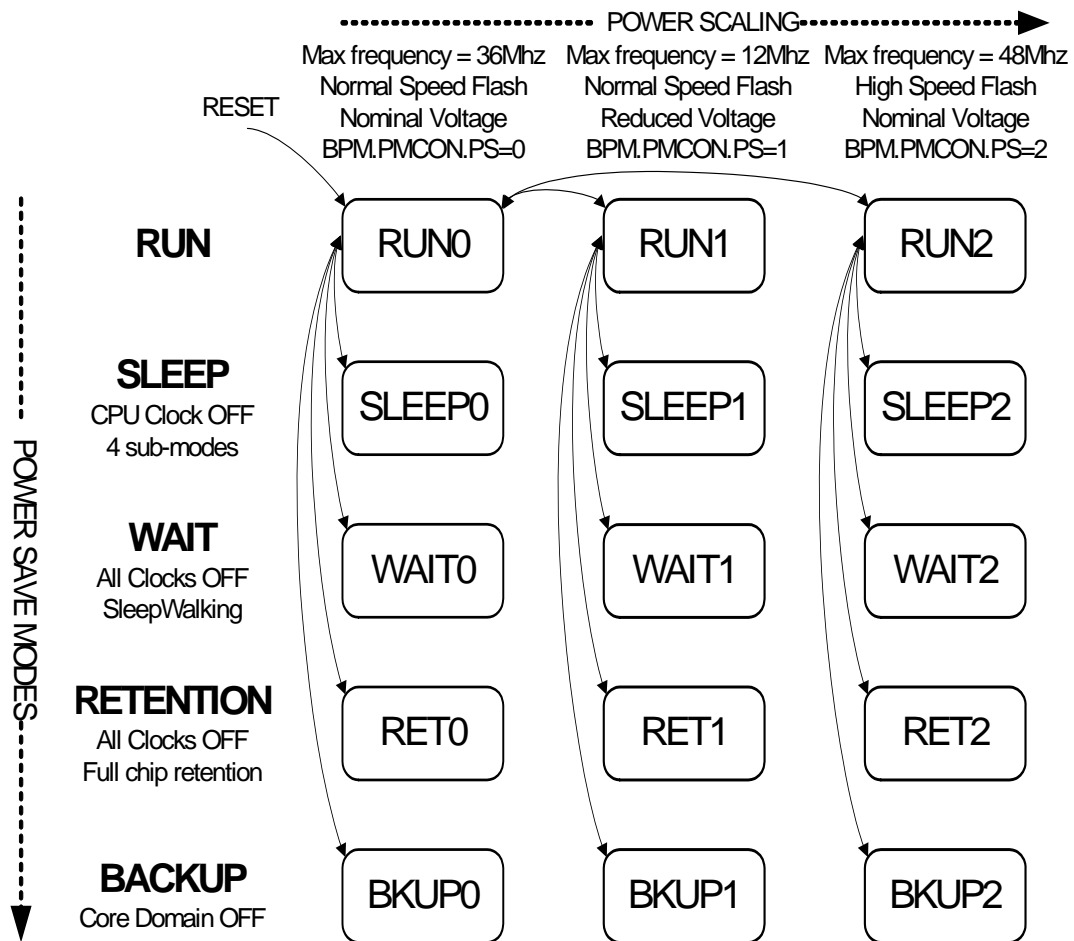 POWER SCALING
Max frequency = 36Mhz
Normal Speed Flash
Nominal Voltage
BPM.PMCON.PS=0
Max frequency = 12Mhz
Normal Speed Flash
Reduced Voltage
BPM.PMCON.PS=1
Max frequency = 48Mhz
High Speed Flash
Nominal Voltage
BPM.PMCON.PS=2
RESET
POWER SAVE MODES
RUN
RUN0
RUN1
RUN2
SLEEP
CPU Clock OFF
4 sub-modes
SLEEP0
SLEEP1
SLEEP2
WAIT
All Clocks OFF
SleepWalking
WAIT0
WAIT1
WAIT2
RETENTION
All Clocks OFF
Full chip retention
RET0
RET1
RET2
BACKUP
Core Domain OFF
BKUP0
BKUP1
BKUP2